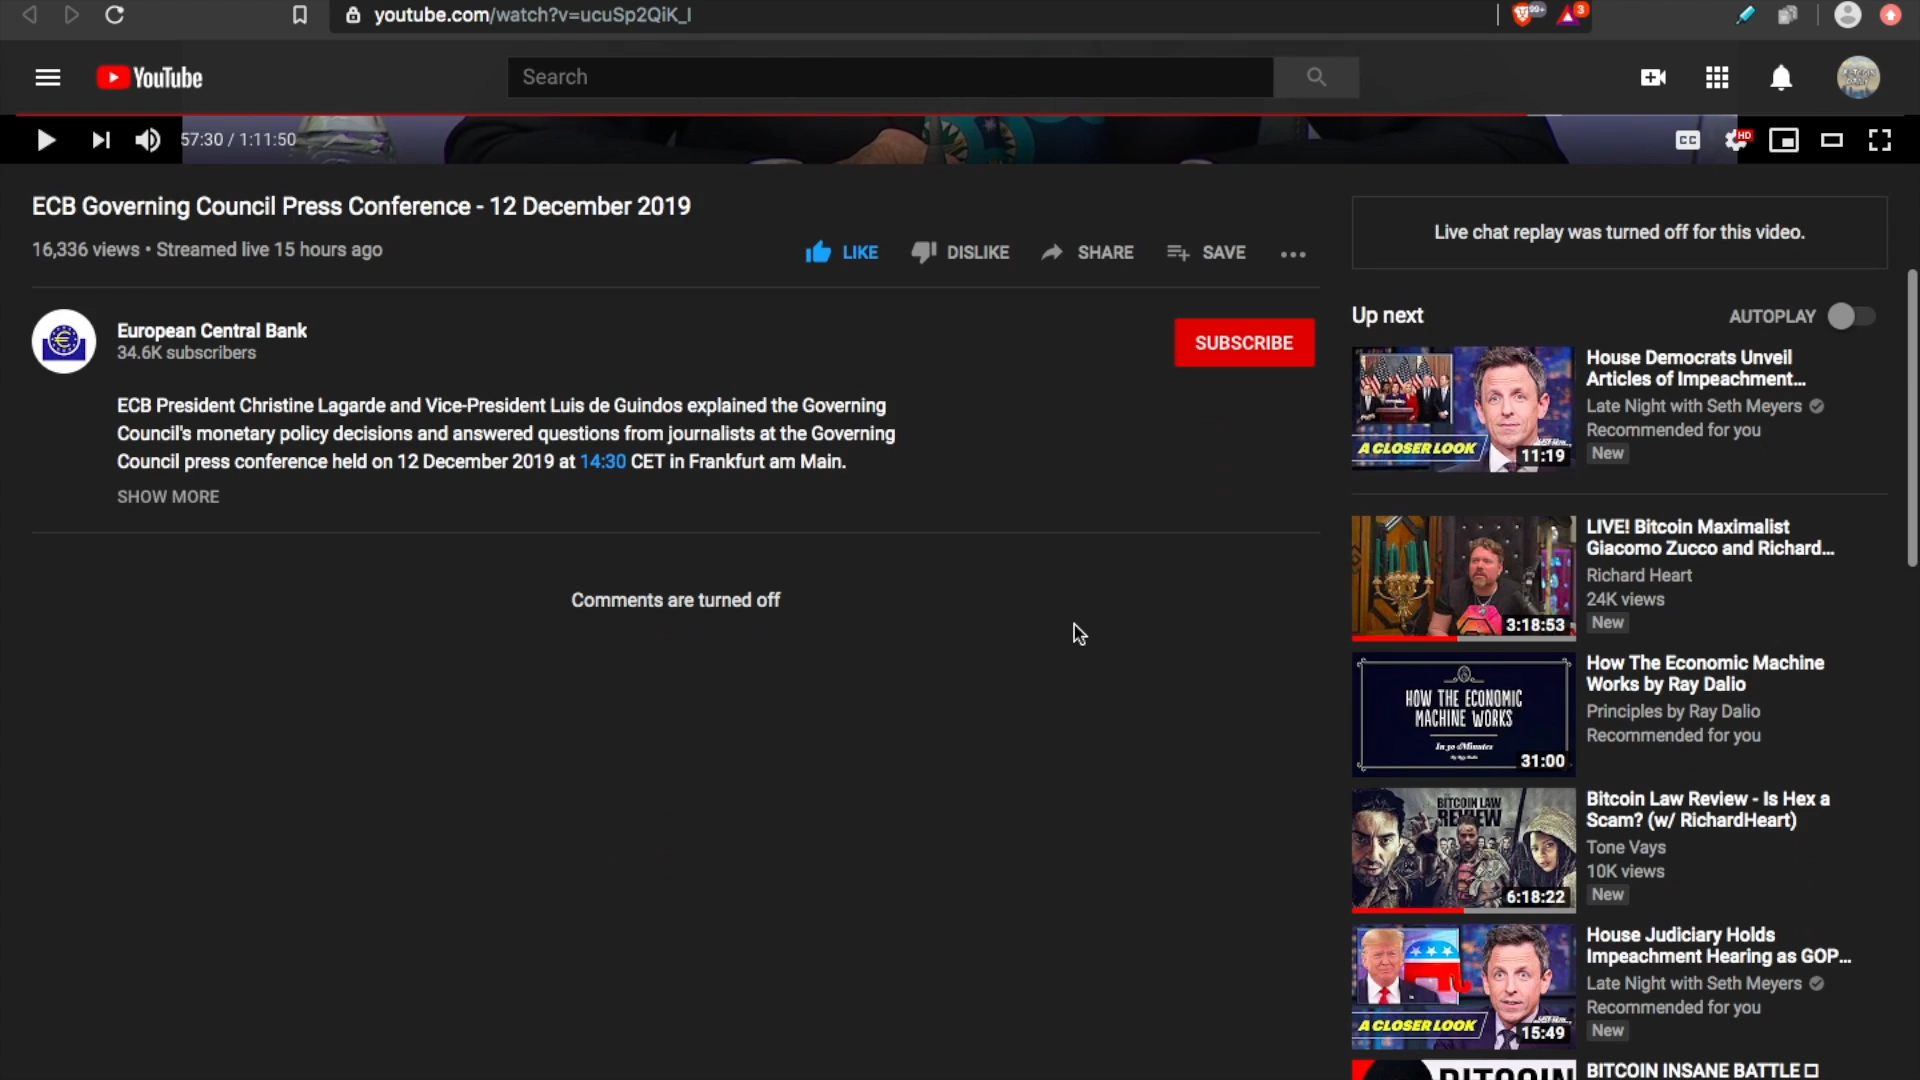 youtube.com/watch?v=ucuSp2QiK_I
99+
3
YouTube
Search
57:30 / 1:11:50
CC
HD
ECB Governing Council Press Conference - 12 December 2019
16,336 views • Streamed live 15 hours ago
LIKE
DISLIKE
SHARE
SAVE
European Central Bank
34.6K subscribers
SUBSCRIBE
ECB President Christine Lagarde and Vice-President Luis de Guindos explained the Governing
Council's monetary policy decisions and answered questions from journalists at the Governing
Council press conference held on 12 December 2019 at 14:30 CET in Frankfurt am Main.
SHOW MORE
Comments are turned off
Live chat replay was turned off for this video.
Up next
AUTOPLAY
A CLOSER LOOK
11:19
House Democrats Unveil
Articles of Impeachment...
Late Night with Seth Meyers
Recommended for you
New
3:18:53
LIVE! Bitcoin Maximalist
Giacomo Zucco and Richard...
Richard Heart
24K views
New
HOW THE ECONOMIC
MACHINE WORKS
In 30 Minutes
31:00
How The Economic Machine
Works by Ray Dalio
Principles by Ray Dalio
Recommended for you
BITCOIN LAW
REVIEW
6:18:22
Bitcoin Law Review - Is Hex a
Scam? (w/ RichardHeart)
Tone Vays
10K views
New
A CLOSER LOOK
15:49
House Judiciary Holds
Impeachment Hearing as GOP...
Late Night with Seth Meyers
Recommended for you
New
BITCOIN
BITCOIN INSANE BATTLE